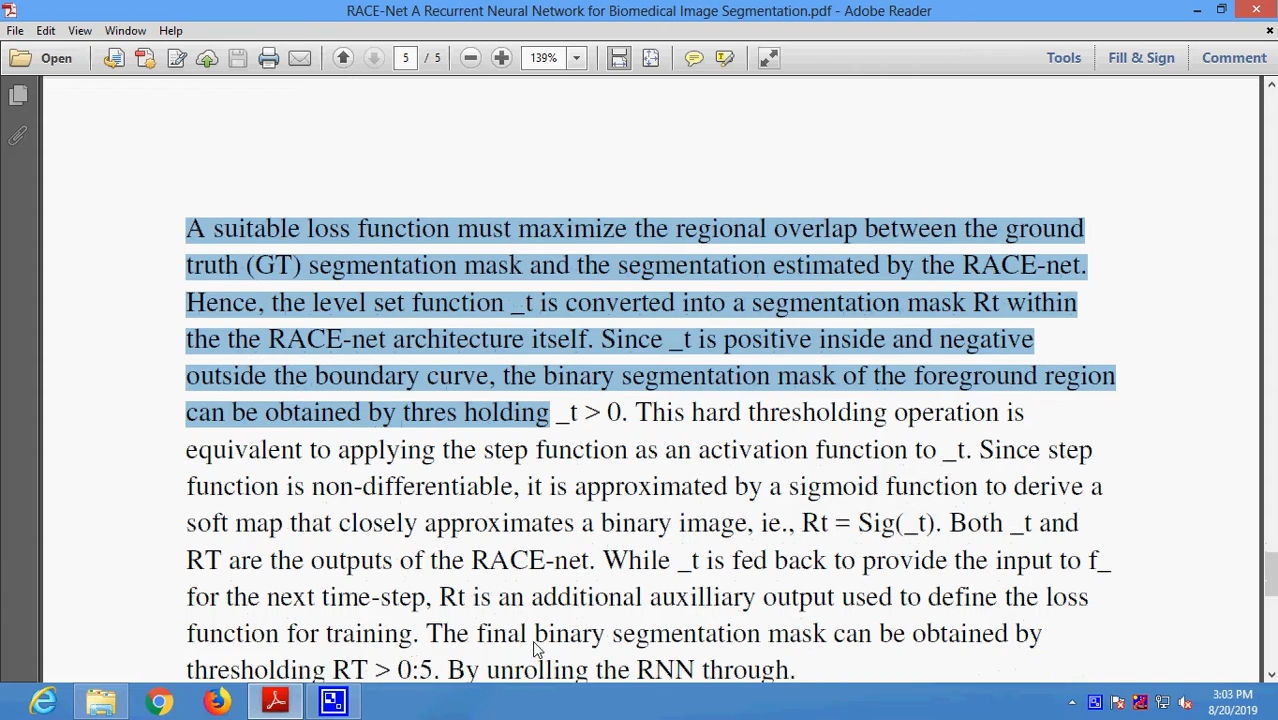 RACE-Net A Recurrent Neural Network for Biomedical Image Segmentation.pdf - Adobe Reader
File Edit View Window Help
Open 5 / 5 139% Tools Fill & Sign Comment
A suitable loss function must maximize the regional overlap between the ground
truth (GT) segmentation mask and the segmentation estimated by the RACE-net.
Hence, the level set function _t is converted into a segmentation mask Rt within
the the RACE-net architecture itself. Since _t is positive inside and negative
outside the boundary curve, the binary segmentation mask of the foreground region
can be obtained by thres holding _t > 0. This hard thresholding operation is
equivalent to applying the step function as an activation function to _t. Since step
function is non-differentiable, it is approximated by a sigmoid function to derive a
soft map that closely approximates a binary image, ie., Rt = Sig(_t). Both _t and
RT are the outputs of the RACE-net. While _t is fed back to provide the input to f_
for the next time-step, Rt is an additional auxilliary output used to define the loss
function for training. The final binary segmentation mask can be obtained by
thresholding RT > 0:5. By unrolling the RNN through.
3:03 PM
8/20/2019